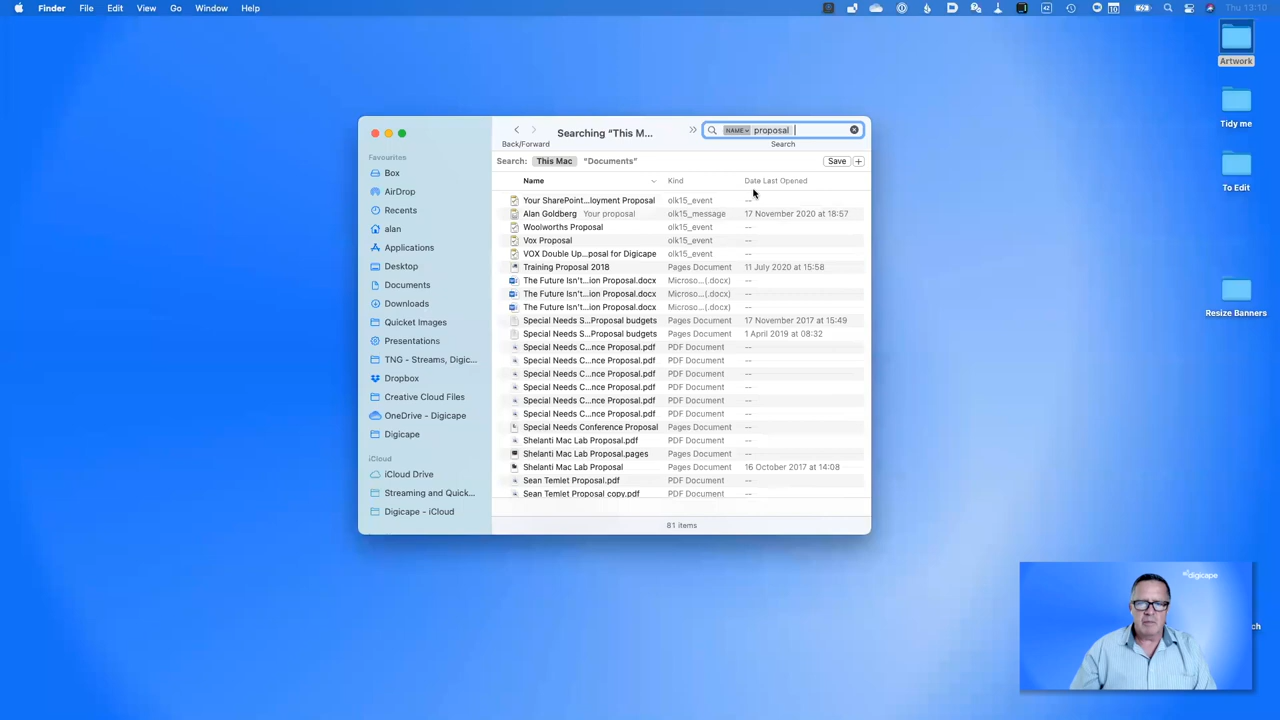 Finder File Edit View Go Window Help
42 10 Thu 13:10
Artwork
Tidy me
To Edit
Resize Banners
Searching “This M...
Back/Forward
NAME proposal
Search
Search: This Mac “Documents”
Save
Favourites
Box
AirDrop
Recents
alan
Applications
Desktop
Documents
Downloads
Quicket Images
Presentations
TNG - Streams, Digic...
Dropbox
Creative Cloud Files
OneDrive - Digicape
Digicape
iCloud
iCloud Drive
Streaming and Quick...
Digicape - iCloud
Name Kind Date Last Opened
Your SharePoint...loyment Proposal olk15_event --
Alan Goldberg Your proposal olk15_message 17 November 2020 at 18:57
Woolworths Proposal olk15_event --
Vox Proposal olk15_event --
VOX Double Up...posal for Digicape olk15_event --
Training Proposal 2018 Pages Document 11 July 2020 at 15:58
The Future Isn't...ion Proposal.docx Microso...(.docx) --
The Future Isn't...ion Proposal.docx Microso...(.docx) --
The Future Isn't...ion Proposal.docx Microso...(.docx) --
Special Needs S...Proposal budgets Pages Document 17 November 2017 at 15:49
Special Needs S...Proposal budgets Pages Document 1 April 2019 at 08:32
Special Needs C...nce Proposal.pdf PDF Document --
Special Needs C...nce Proposal.pdf PDF Document --
Special Needs C...nce Proposal.pdf PDF Document --
Special Needs C...nce Proposal.pdf PDF Document --
Special Needs C...nce Proposal.pdf PDF Document --
Special Needs C...nce Proposal.pdf PDF Document --
Special Needs Conference Proposal Pages Document --
Shelanti Mac Lab Proposal.pdf PDF Document --
Shelanti Mac Lab Proposal.pages Pages Document --
Shelanti Mac Lab Proposal Pages Document 16 October 2017 at 14:08
Sean Temlet Proposal.pdf PDF Document --
Sean Temlet Proposal copy.pdf PDF Document --
81 items
digicape